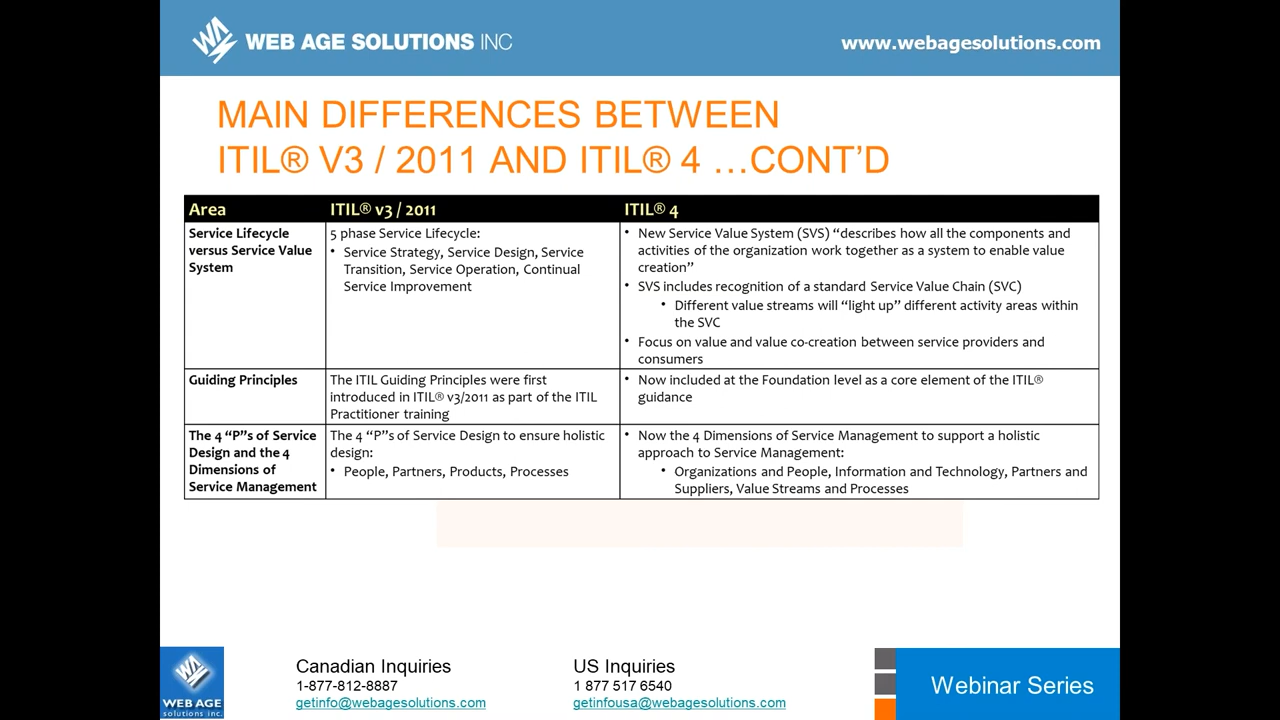 WEB AGE SOLUTIONS INC
www.webagesolutions.com
MAIN DIFFERENCES BETWEEN
ITIL® V3 / 2011 AND ITIL® 4 …CONT’D
Area
ITIL® v3 / 2011
ITIL® 4
Service Lifecycle
versus Service Value
System
5 phase Service Lifecycle:
• Service Strategy, Service Design, Service
Transition, Service Operation, Continual
Service Improvement
• New Service Value System (SVS) “describes how all the components and
activities of the organization work together as a system to enable value
creation”
• SVS includes recognition of a standard Service Value Chain (SVC)
• Different value streams will “light up” different activity areas within
the SVC
• Focus on value and value co-creation between service providers and
consumers
Guiding Principles
The ITIL Guiding Principles were first
introduced in ITIL® v3/2011 as part of the ITIL
Practitioner training
• Now included at the Foundation level as a core element of the ITIL®
guidance
The 4 “P”s of Service
Design and the 4
Dimensions of
Service Management
The 4 “P”s of Service Design to ensure holistic
design:
• People, Partners, Products, Processes
• Now the 4 Dimensions of Service Management to support a holistic
approach to Service Management:
• Organizations and People, Information and Technology, Partners and
Suppliers, Value Streams and Processes
WEB AGE
solutions inc.
Canadian Inquiries
1-877-812-8887
getinfo@webagesolutions.com
US Inquiries
1 877 517 6540
getinfousa@webagesolutions.com
Webinar Series